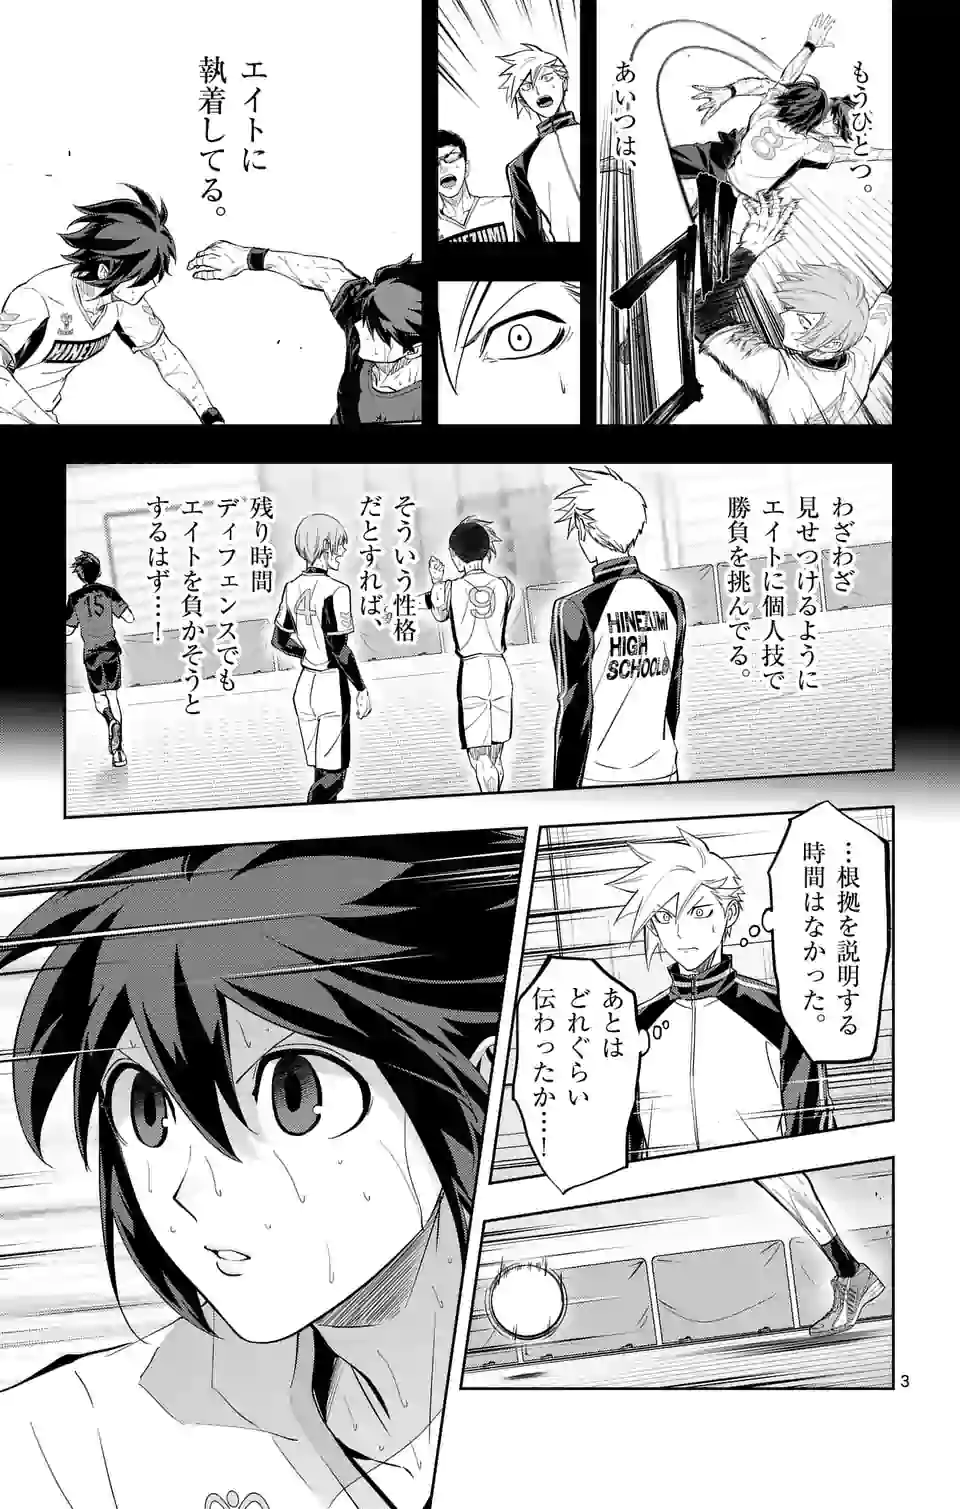 もうひとつ。
あいつは、
8
HINEZUMI
エイトに
執着してる。
HINEZUMI
わざわざ
見せつけるように
エイトに個人技で
勝負を挑んでる。
HINEZUMI
HIGH
SCHOOL
そういう性格
だとすれば、
9
4
残り時間
ディフェンスでも
エイトを負かそうと
するはず…!
15
…根拠を説明する
時間はなかった。
あとは
どれぐらい
伝わったか…!
3